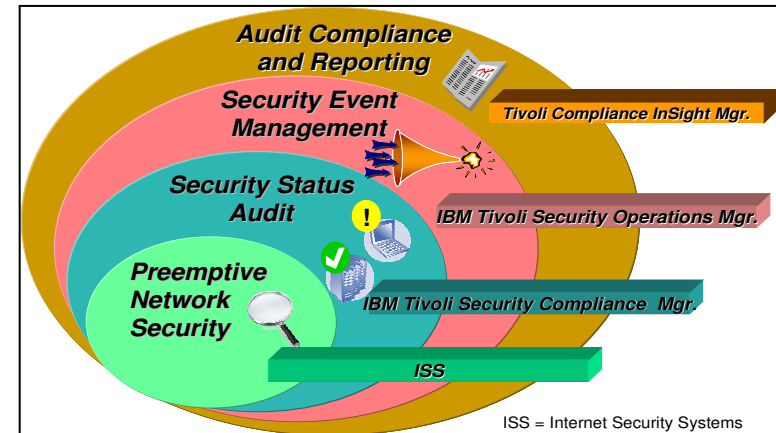 Audit Compliance
and Reporting
Tivoli Compliance InSight Mgr.
Security Event
Management
IBM Tivoli Security Operations Mgr.
Security Status
Audit
!
IBM Tivoli Security Compliance Mgr.
Preemptive
Network
Security
ISS
ISS = Internet Security Systems